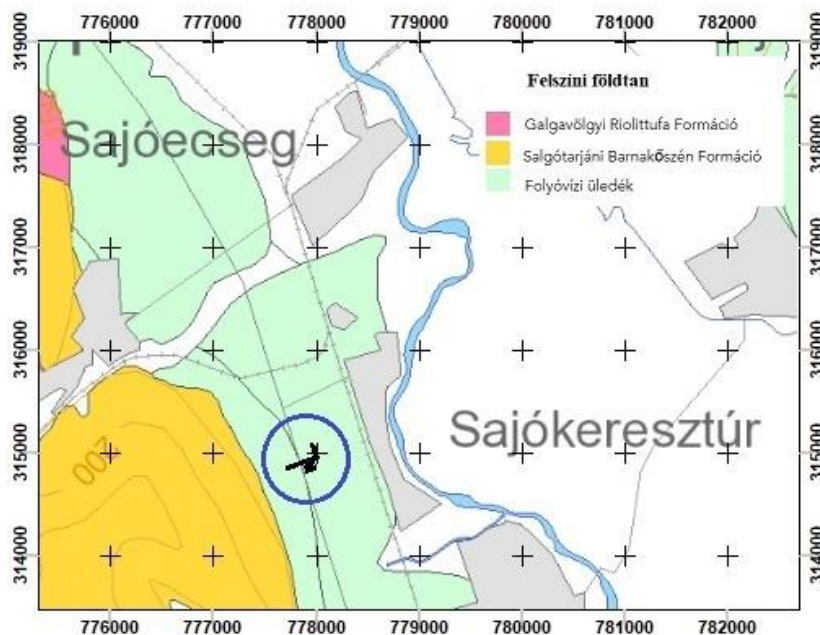 776000 777000 778000 779000 780000 781000 782000
319000 319000
Felszíni földtan
Galgavölgyi Riolittufa Formáció
Salgótarjáni Barnakőszén Formáció
Folyóvízi üledék
318000 318000
Sajóecseg
317000 317000
316000 316000
Sajókeresztúr
200
315000 315000
314000 314000
776000 777000 778000 779000 780000 781000 782000